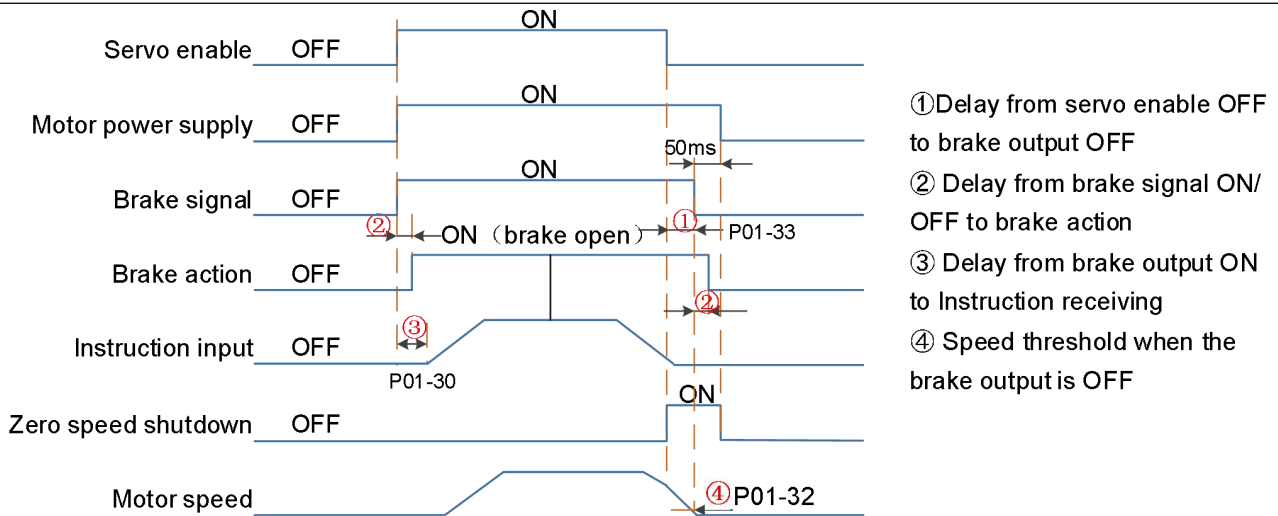 ON
Servo enable OFF
ON
Motor power supply OFF
50ms
ON
Brake signal OFF
② ON（brake open） ① P01-33
Brake action OFF
②
③
Instruction input OFF
P01-30
ON
Zero speed shutdown OFF
Motor speed ④ P01-32
①Delay from servo enable OFF
to brake output OFF
② Delay from brake signal ON/
OFF to brake action
③ Delay from brake output ON
to Instruction receiving
④ Speed threshold when the
brake output is OFF